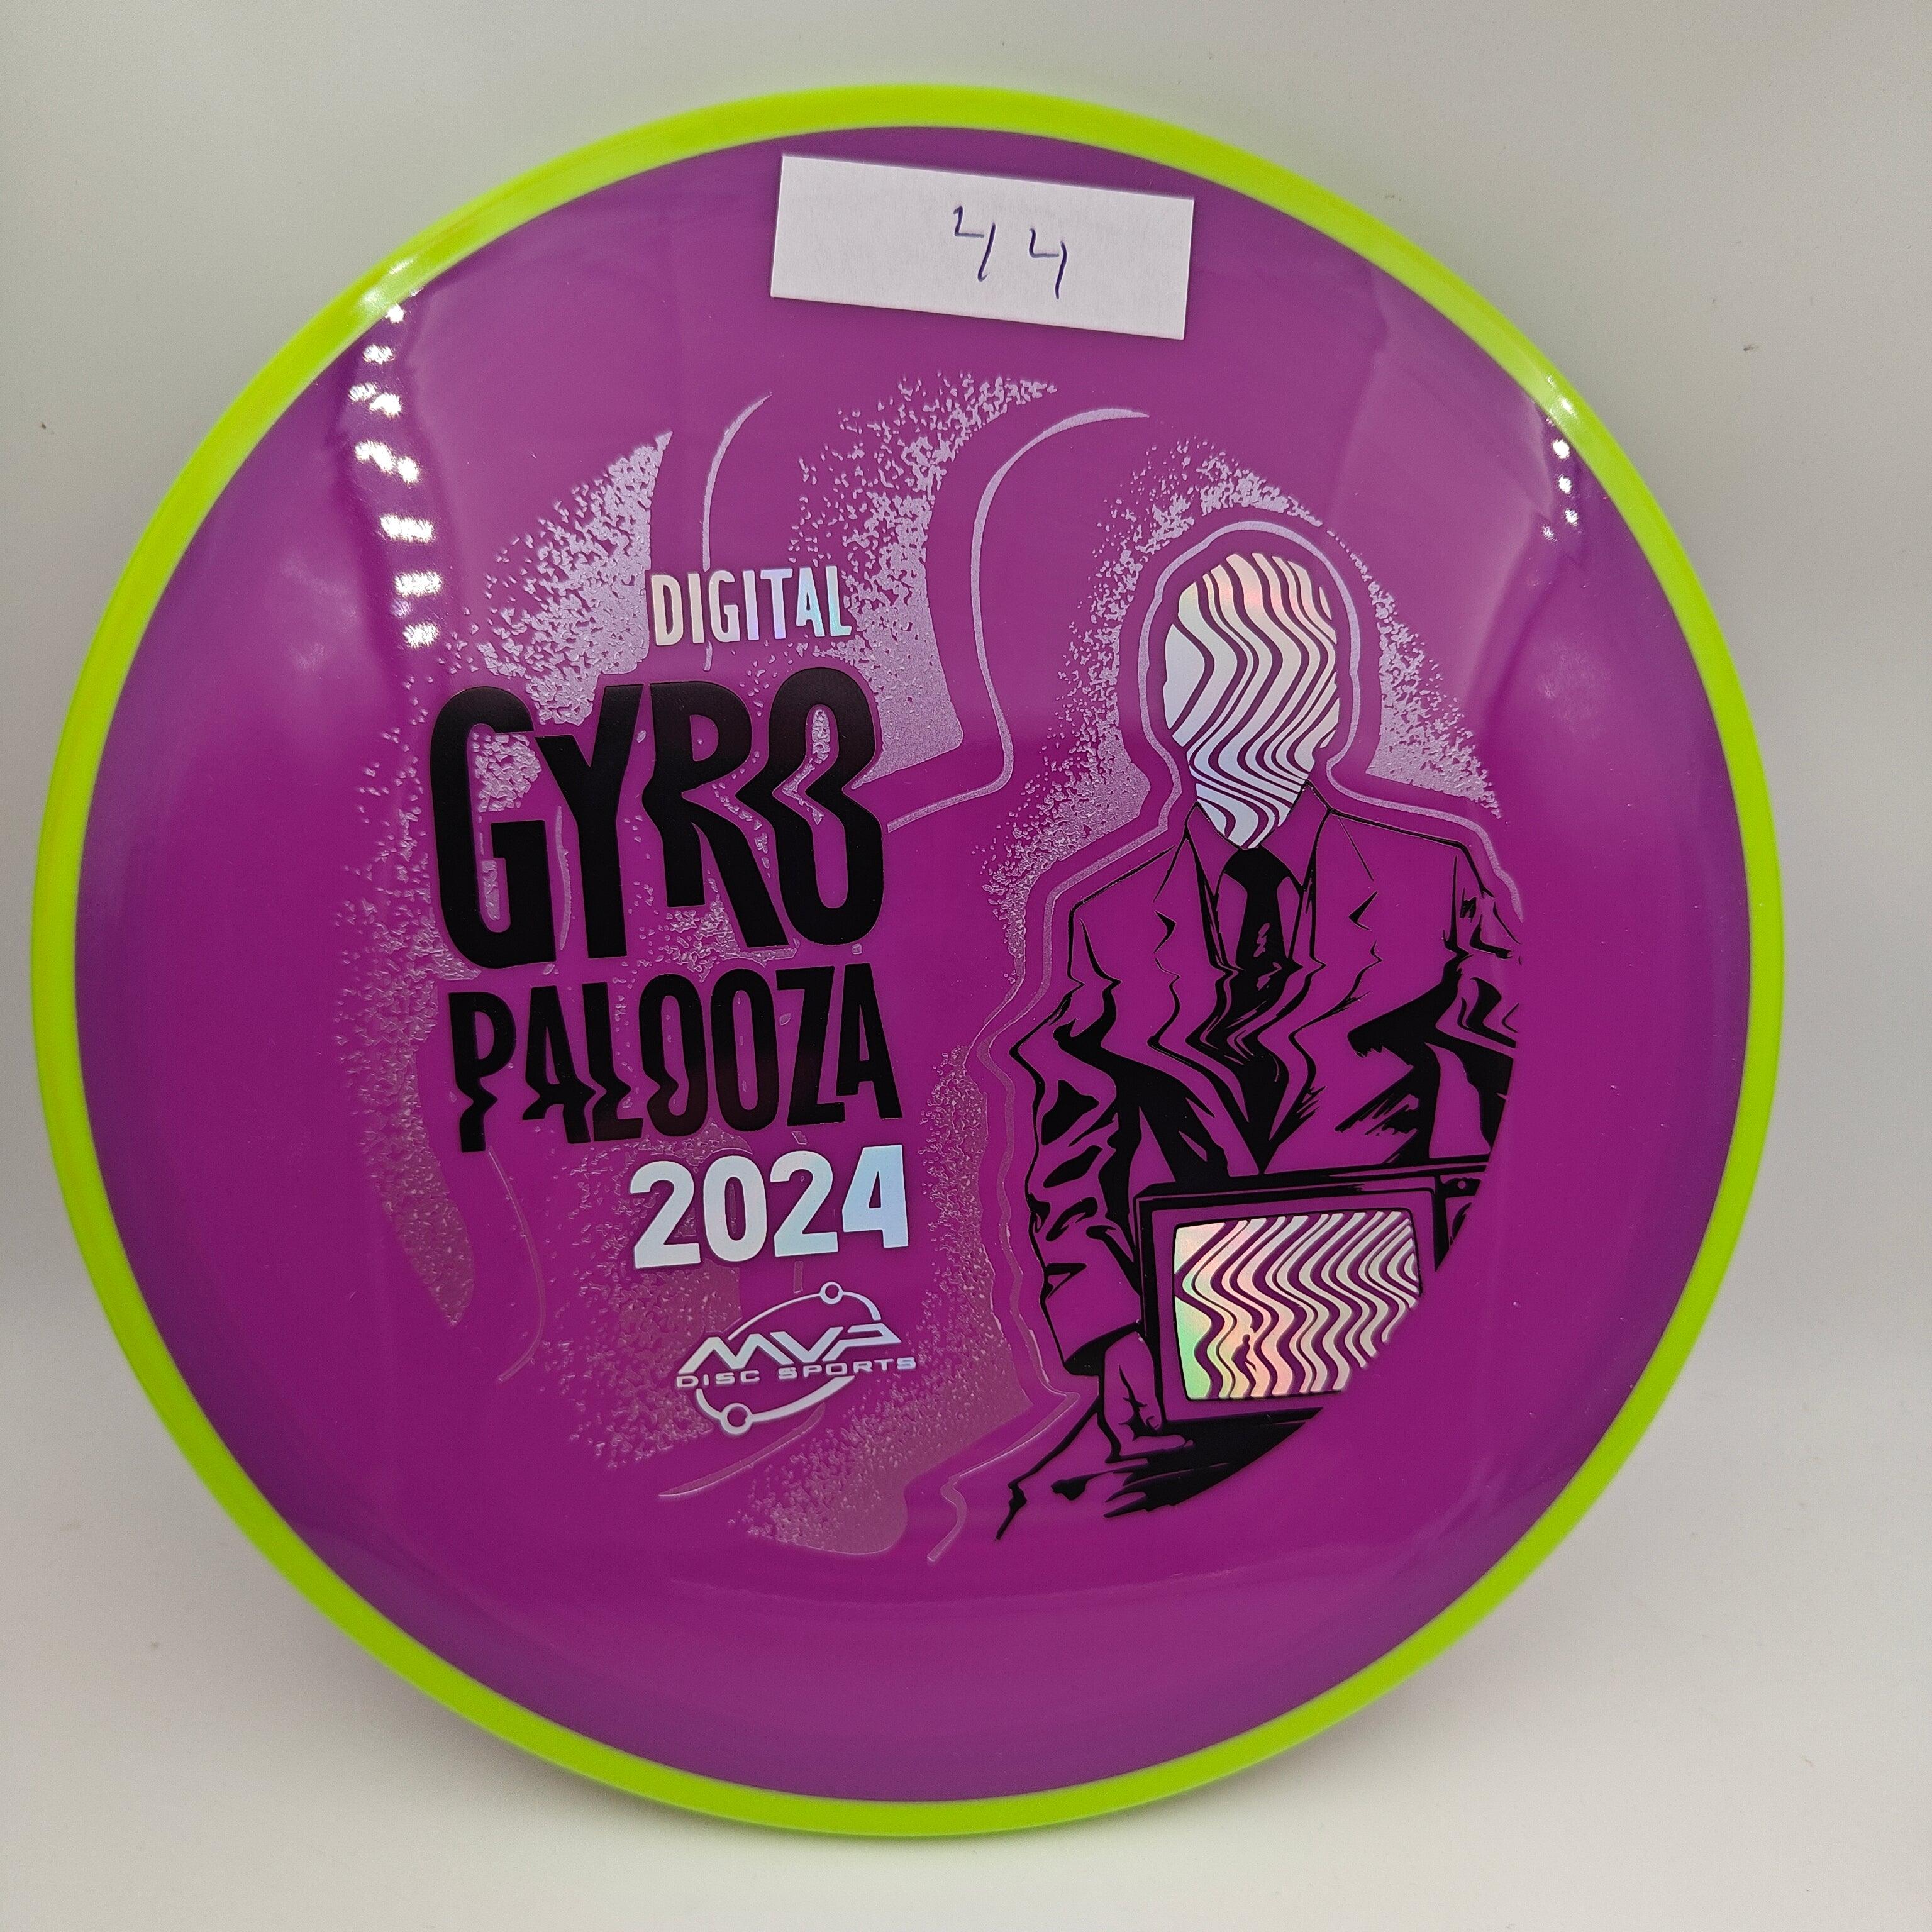 44
DIGITAL
GYRO
PALOOZA
2024
MVP
DISC SPORTS